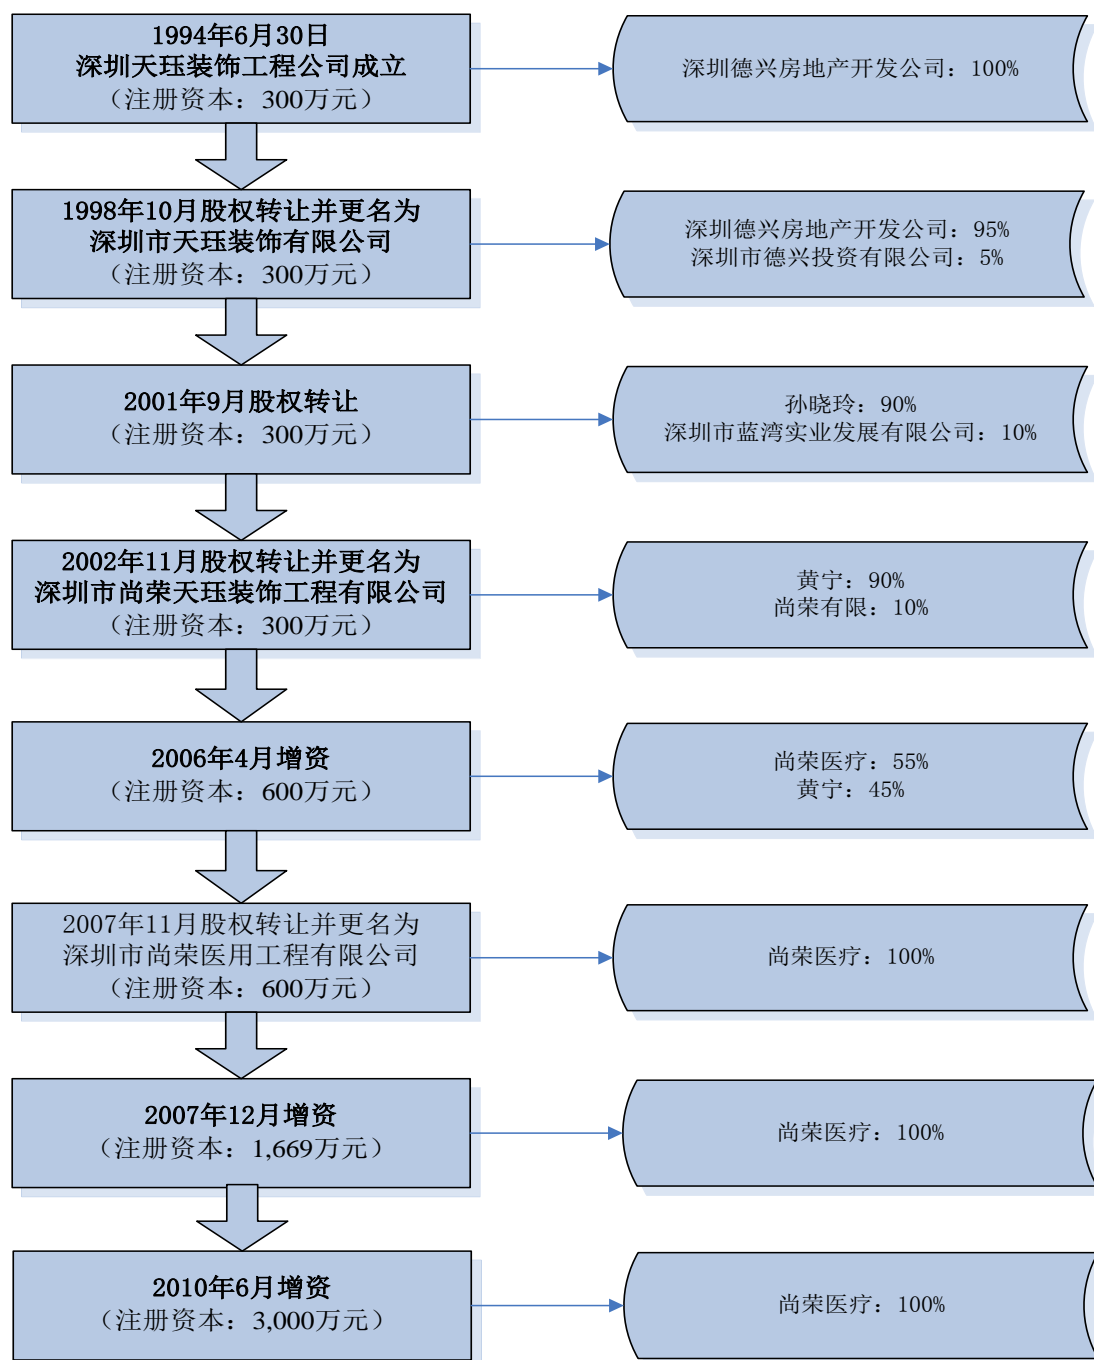 1994年6月30日
深圳天珏装饰工程公司成立
（注册资本：300万元）
深圳德兴房地产开发公司：100%
1998年10月股权转让并更名为
深圳市天珏装饰有限公司
（注册资本：300万元）
深圳德兴房地产开发公司：95%
深圳市德兴投资有限公司：5%
2001年9月股权转让
（注册资本：300万元）
孙晓玲：90%
深圳市蓝湾实业发展有限公司：10%
2002年11月股权转让并更名为
深圳市尚荣天珏装饰工程有限公司
（注册资本：300万元）
黄宁：90%
尚荣有限：10%
2006年4月增资
（注册资本：600万元）
尚荣医疗：55%
黄宁：45%
2007年11月股权转让并更名为
深圳市尚荣医用工程有限公司
（注册资本：600万元）
尚荣医疗：100%
2007年12月增资
（注册资本：1,669万元）
尚荣医疗：100%
2010年6月增资
（注册资本：3,000万元）
尚荣医疗：100%